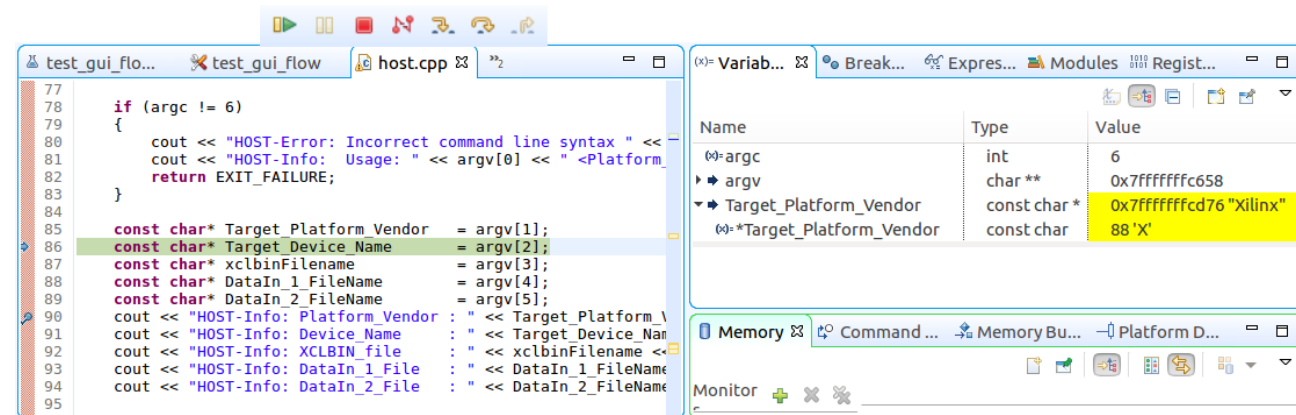 test_gui_flo... test_gui_flow host.cpp »2
77
78 if (argc != 6)
79 {
80 cout << "HOST-Error: Incorrect command line syntax " <<
81 cout << "HOST-Info:  Usage: " << argv[0] << " <Platform_
82 return EXIT_FAILURE;
83 }
84
85 const char* Target_Platform_Vendor   = argv[1];
86 const char* Target_Device_Name       = argv[2];
87 const char* xclbinFilename           = argv[3];
88 const char* DataIn_1_FileName        = argv[4];
89 const char* DataIn_2_FileName        = argv[5];
90 cout << "HOST-Info: Platform_Vendor : " << Target_Platform_V
91 cout << "HOST-Info: Device_Name     : " << Target_Device_Nam
92 cout << "HOST-Info: XCLBIN_file     : " << xclbinFilename <<
93 cout << "HOST-Info: DataIn_1_File   : " << DataIn_1_FileName
94 cout << "HOST-Info: DataIn_2_File   : " << DataIn_2_FileName
95
(x)= Variab... Break... Expres... Modules 1010 0101 Regist...
Name Type Value
(x)= argc int 6
argv char ** 0x7fffffffc658
Target_Platform_Vendor const char * 0x7fffffffcd76 "Xilinx"
(x)= *Target_Platform_Vendor const char 88 'X'
Memory Command ... Memory Bu... Platform D...
Monitor